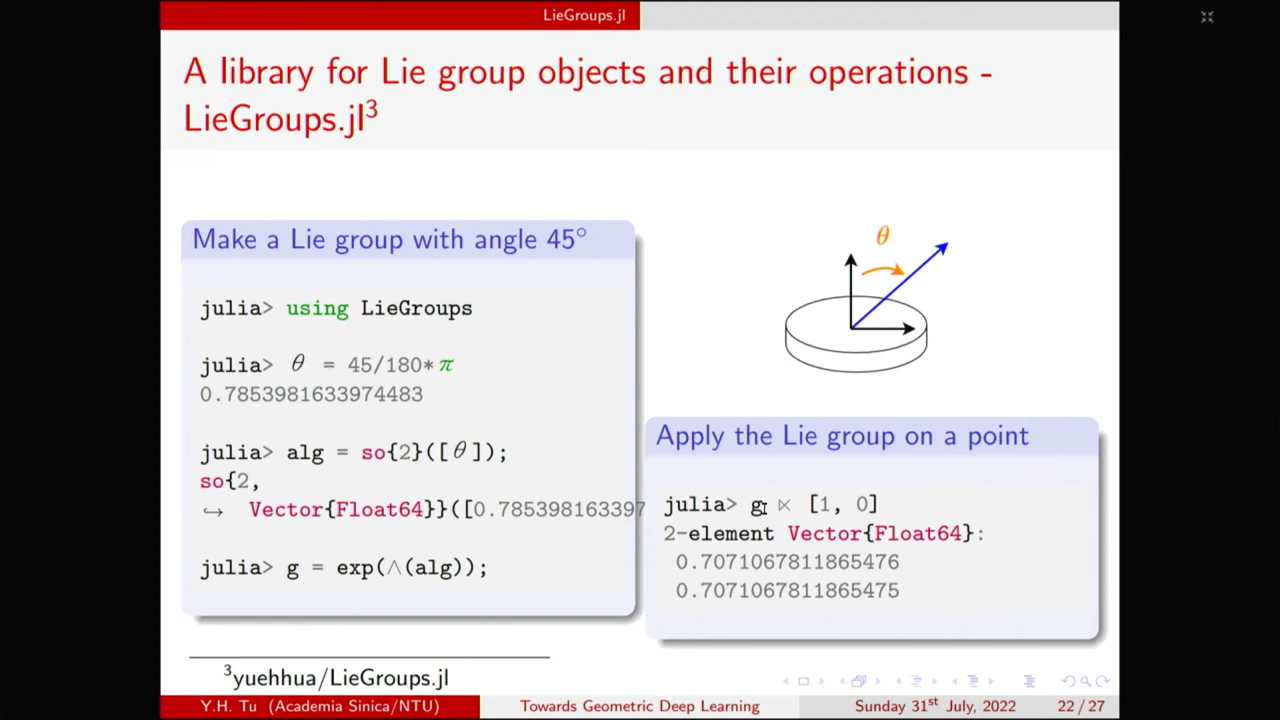 LieGroups.jl
A library for Lie group objects and their operations -
LieGroups.jl³
Make a Lie group with angle 45°
julia> using LieGroups
julia> θ = 45/180*π
0.7853981633974483
julia> alg = so{2}([θ]);
so{2,
↪ Vector{Float64}}([0.785398163397
julia> g = exp(∧(alg));
θ
Apply the Lie group on a point
julia> g ⋉ [1, 0]
2-element Vector{Float64}:
0.7071067811865476
0.7071067811865475
³yuehhua/LieGroups.jl
Y.H. Tu (Academia Sinica/NTU) Towards Geometric Deep Learning Sunday 31st July, 2022 22 / 27